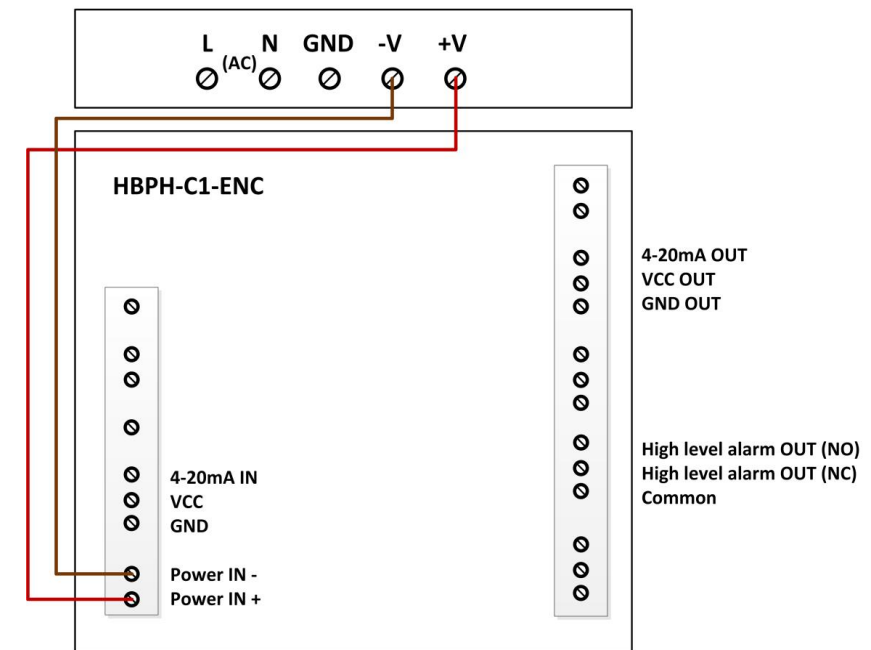 L N GND -V +V
(AC)
HBPH-C1-ENC
4-20mA OUT
VCC OUT
GND OUT
High level alarm OUT (NO)
High level alarm OUT (NC)
Common
4-20mA IN
VCC
GND
Power IN -
Power IN +